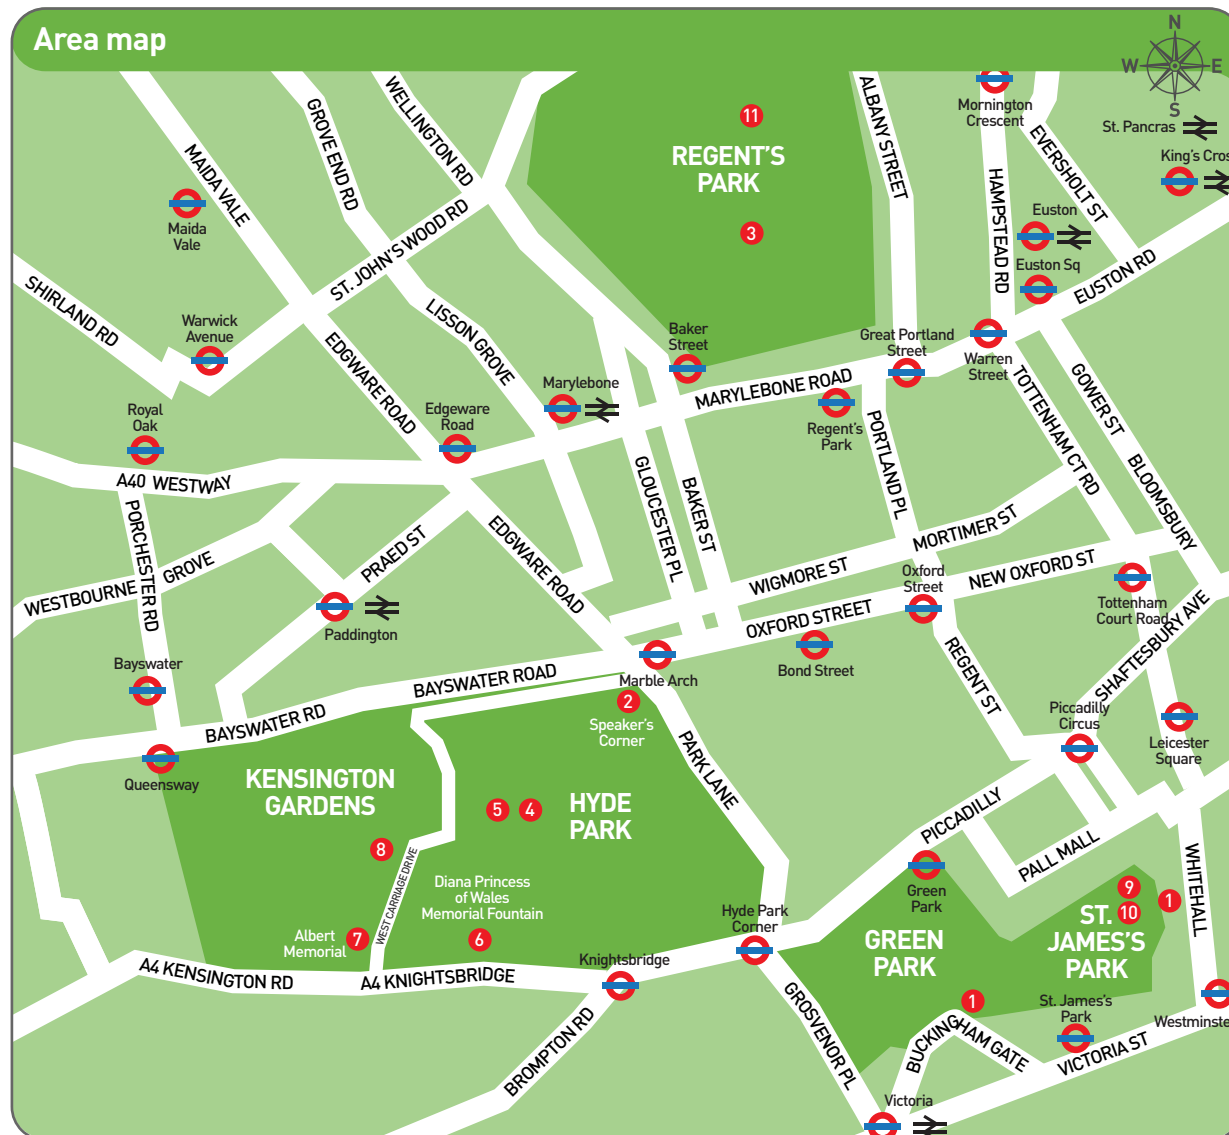 Area map
N
W E
S
MAIDA VALE
GROVE END RD
WELLINGTON RD
ALBANY STREET
Mornington
Crescent
EVERSHOLT ST
St. Pancras
King's Cros
11
REGENT'S
PARK
3
HAMPSTEAD RD
Euston
Euston Sq
EUSTON RD
Maida
Vale
ST. JOHN'S WOOD RD
SHIRLAND RD
Warwick
Avenue
EDGWARE ROAD
LISSON GROVE
Baker
Street
Great Portland
Street
Warren
Street
Marylebone
MARYLEBONE ROAD
Regent's
Park
TOTTENHAM CT RD
GOWER ST
BLOOMSBURY
Royal
Oak
Edgeware
Road
A40 WESTWAY
PORCHESTER RD
GLOUCESTER PL
BAKER ST
PORTLAND PL
MORTIMER ST
PRAED ST
EDGWARE ROAD
WESTBOURNE GROVE
WIGMORE ST
Oxford
Street
NEW OXFORD ST
Tottenham
Court Road
Paddington
OXFORD STREET
Bond Street
REGENT ST
SHAFTESBURY AVE
Bayswater
BAYSWATER ROAD
Marble Arch
BAYSWATER RD
2
Speaker's
Corner
PARK LANE
Piccadilly
Circus
Leicester
Square
Queensway
KENSINGTON
GARDENS
5 4
HYDE
PARK
PICCADILLY
PALL MALL
WHITEHALL
8
WEST CARRIAGE DRIVE
Diana Princess
of Wales
Memorial Fountain
6
Albert
Memorial
7
Green
Park
9
10
1
ST.
JAMES'S
PARK
Hyde Park
Corner
GREEN
PARK
A4 KENSINGTON RD
A4 KNIGHTSBRIDGE
Knightsbridge
GROSVENOR PL
1
St. James's
Park
Westminste
BUCKINGHAM GATE
VICTORIA ST
BROMPTON RD
Victoria